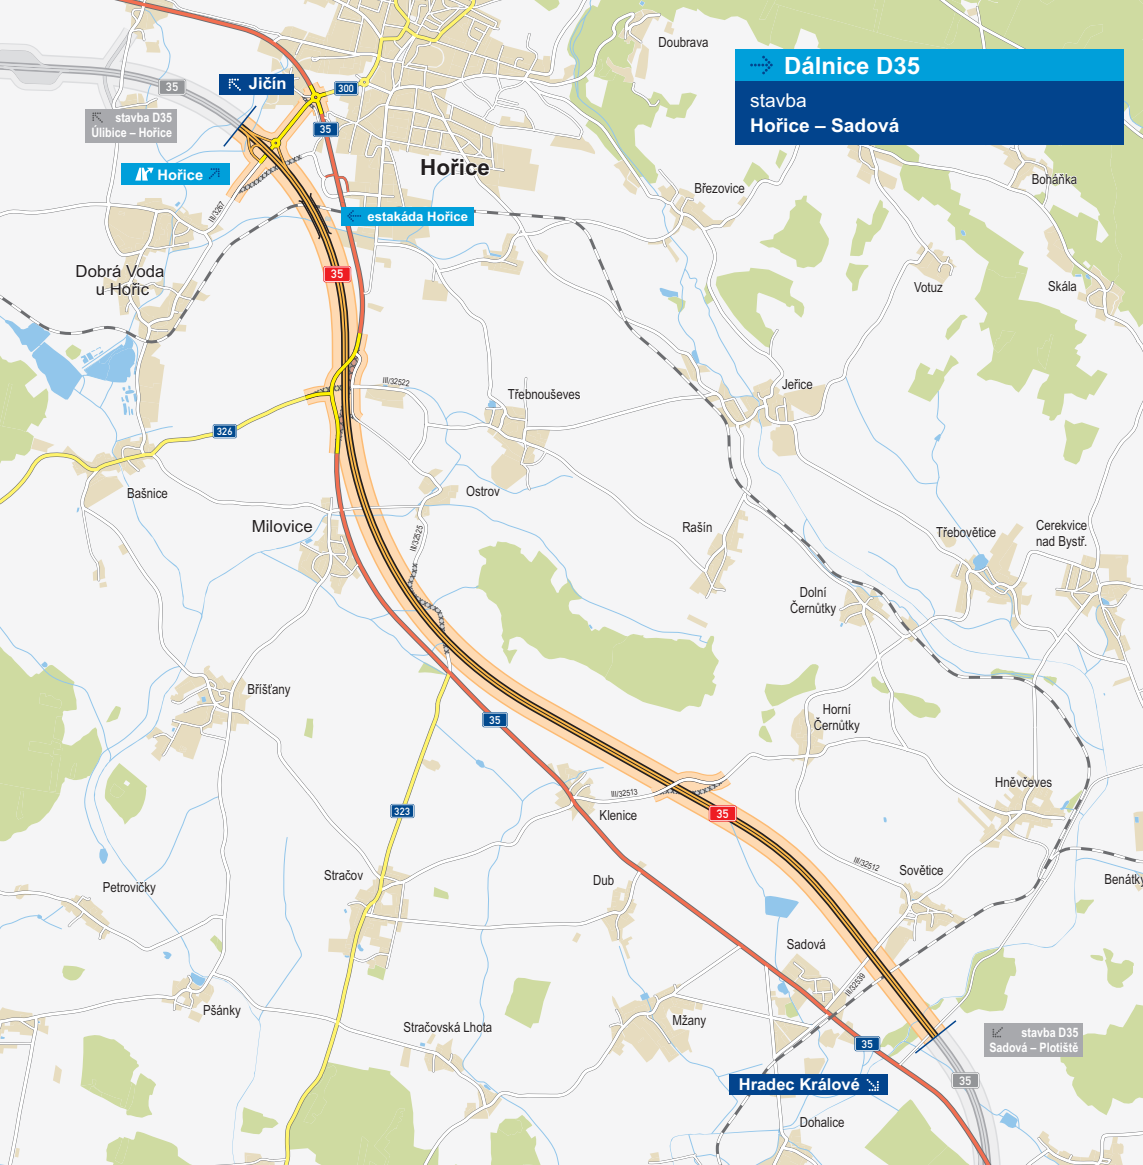 Doubrava
Dálnice D35
stavba
Hořice – Sadová
35
Jičín
300
stavba D35
Úlibice – Hořice
35
Hořice
Hořice
Březovice
Boháňka
III/3267
estakáda Hořice
Dobrá Voda
u Hořic
35
Votuz
Skála
III/32522
Třebnouševes
Jeřice
326
Bašnice
Ostrov
Milovice
III/32525
Rašín
Třebovětice
Cerekvice
nad Bystř.
Dolní
Černůtky
Bříšťany
35
Horní
Černůtky
Hněvčeves
III/32513
323
Klenice
35
III/32512
Sovětice
Benátky
Stračov
Dub
Petrovičky
Sadová
III/32539
Pšánky
Stračovská Lhota
Mžany
35
stavba D35
Sadová – Plotiště
35
Hradec Králové
Dohalice